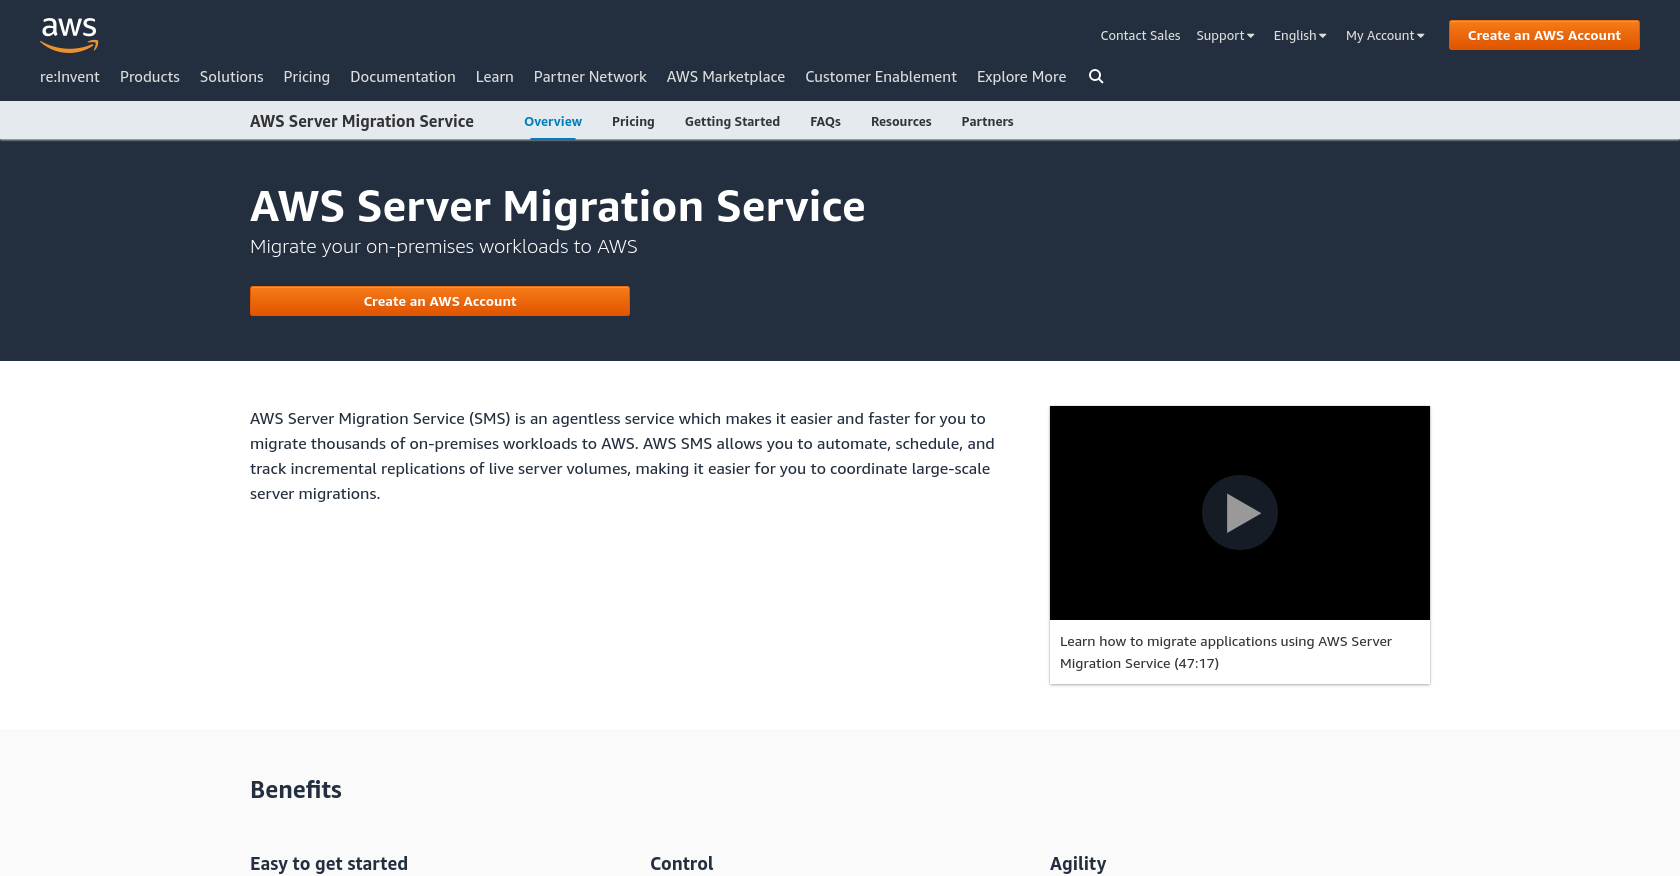 aws
Contact Sales Support English My Account Create an AWS Account
re:Invent Products Solutions Pricing Documentation Learn Partner Network AWS Marketplace Customer Enablement Explore More
AWS Server Migration Service Overview Pricing Getting Started FAQs Resources Partners
AWS Server Migration Service
Migrate your on-premises workloads to AWS
Create an AWS Account
AWS Server Migration Service (SMS) is an agentless service which makes it easier and faster for you to
migrate thousands of on-premises workloads to AWS. AWS SMS allows you to automate, schedule, and
track incremental replications of live server volumes, making it easier for you to coordinate large-scale
server migrations.
Learn how to migrate applications using AWS Server
Migration Service (47:17)
Benefits
Easy to get started Control Agility